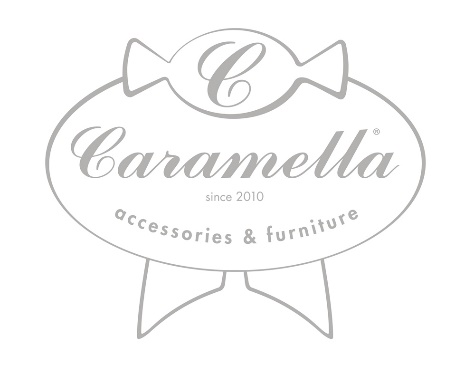 C
Caramella®
since 2010
accessories & furniture